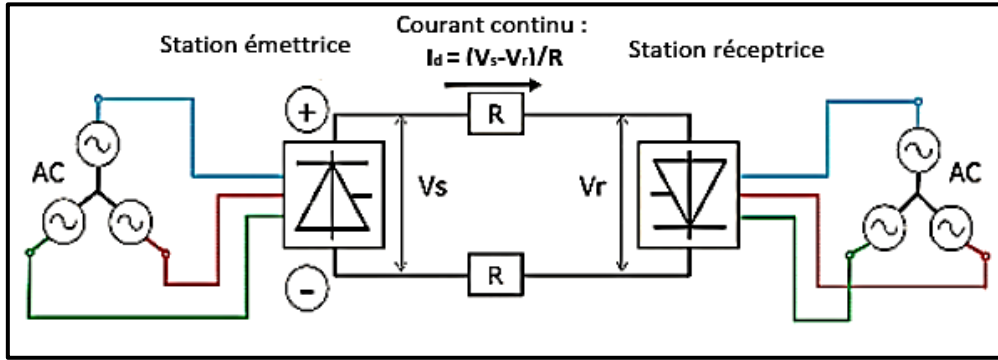 Courant continu :
Station émettrice
Id = (Vs-Vr)/R
Station réceptrice
+
R
AC
Vs
Vr
AC
R
-